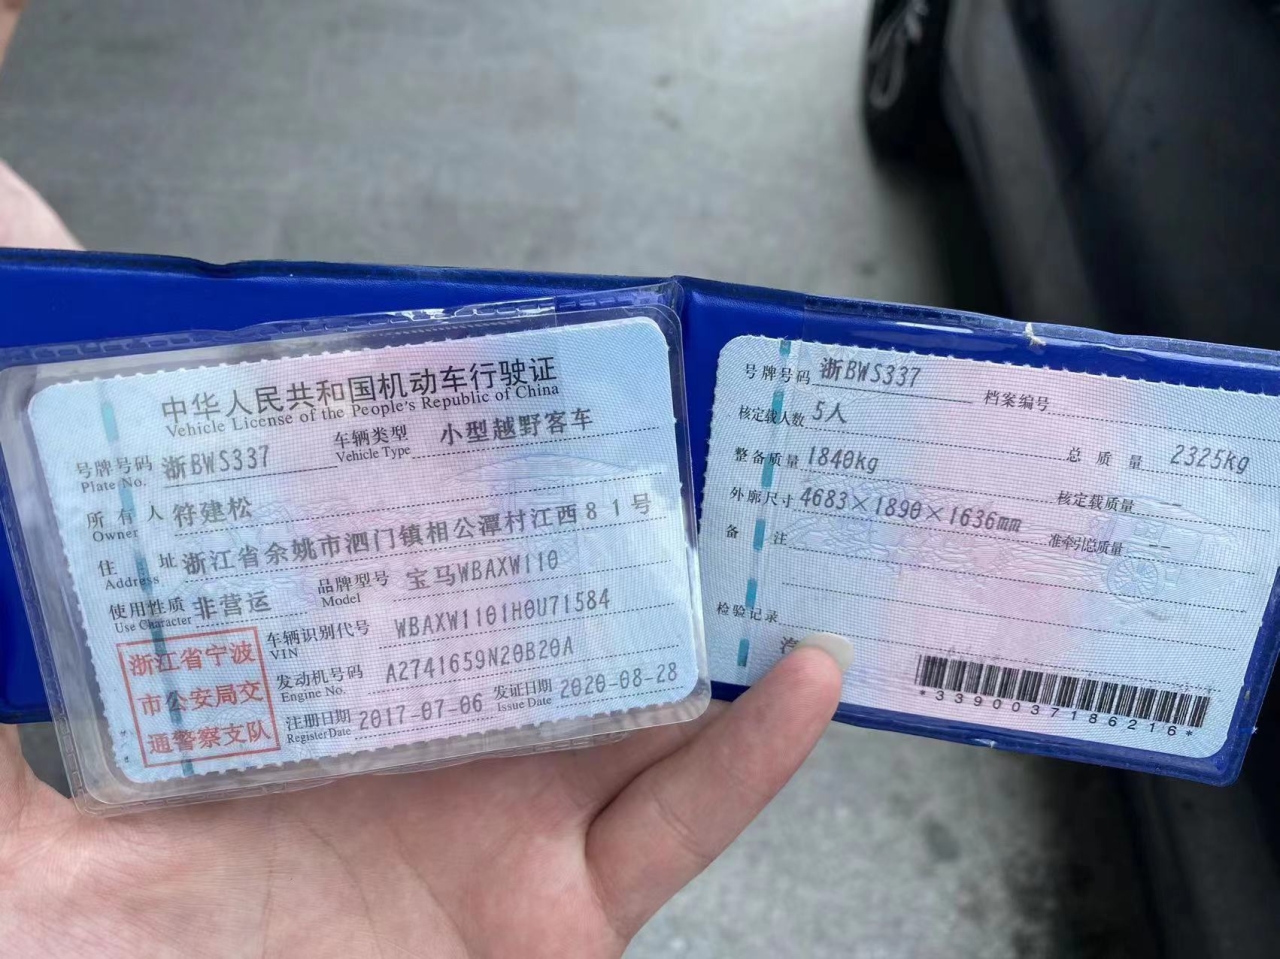 中华人民共和国机动车行驶证
Vehicle License of the People's Republic of China
号牌号码 浙BWS337 车辆类型 小型越野客车
Plate No. Vehicle Type
所有人 符建松
Owner
住址 浙江省余姚市泗门镇相公潭村江西81号
Address
使用性质 非营运 品牌型号 宝马WBAXW110
Use Character Model
浙江省宁波
市公安局交
通警察支队
车辆识别代号 WBAXW1101H0U71584
VIN
发动机号码 A2741659N20B20A
Engine No.
注册日期 2017-07-06 发证日期 2020-08-28
Register Date Issue Date
号牌号码 浙BWS337 档案编号
核定载人数 5人 总质量 2325kg
整备质量 1840kg 核定载质量 --
外廓尺寸 4683×1890×1636mm 准牵引总质量 --
备注
检验记录
*3390037186216*